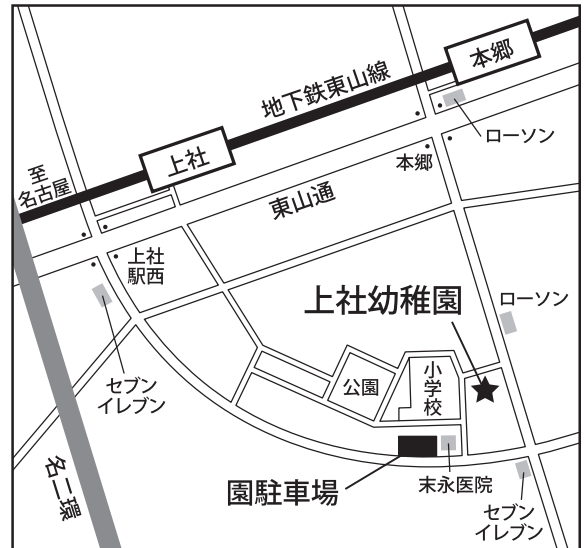 本郷
地下鉄東山線
ローソン
上社
本郷
至
名古屋
東山通
上社
駅西
上社幼稚園
ローソン
セブン
イレブン
公園
小学校
名二環
園駐車場
末永医院
セブン
イレブン